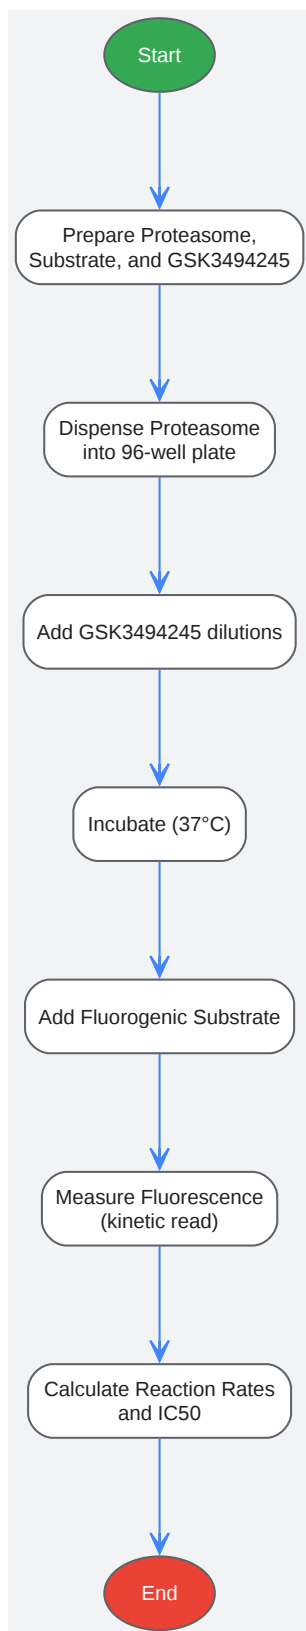 Start
Prepare Proteasome,
Substrate, and GSK3494245
Dispense Proteasome
into 96-well plate
Add GSK3494245 dilutions
Incubate (37°C)
Add Fluorogenic Substrate
Measure Fluorescence
(kinetic read)
Calculate Reaction Rates
and IC50
End